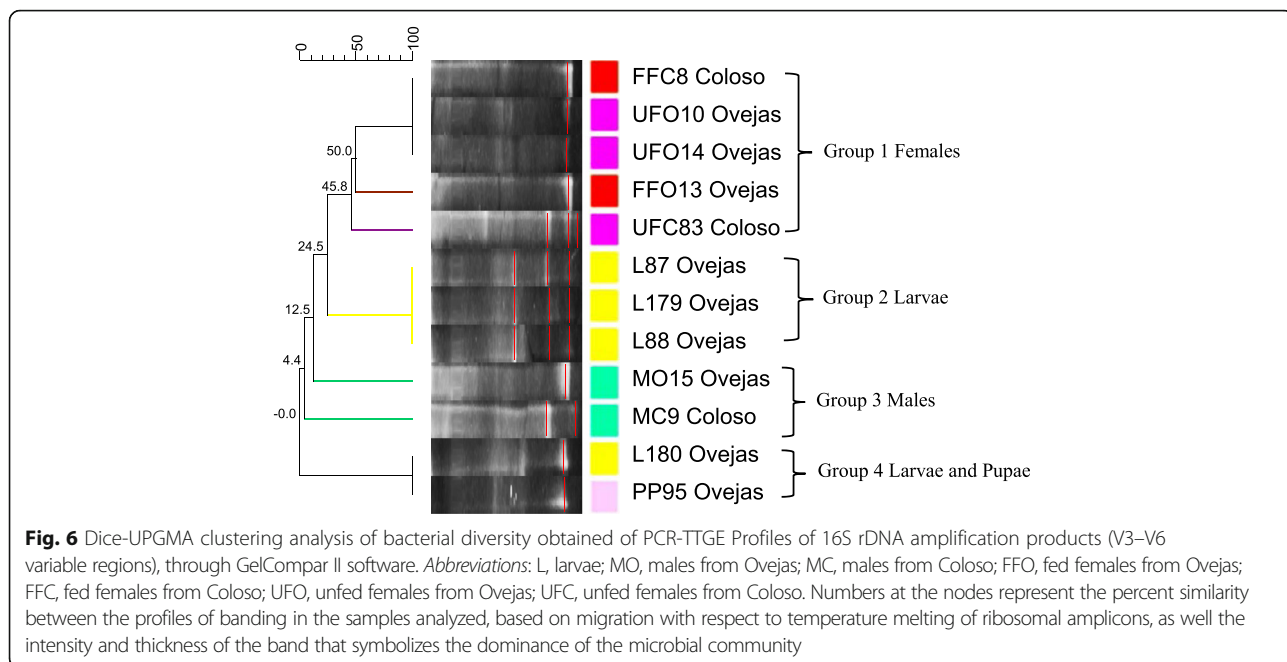 0
50
100
FFC8 Coloso
UFO10 Ovejas
UFO14 Ovejas
FFO13 Ovejas
UFC83 Coloso
Group 1 Females
L87 Ovejas
L179 Ovejas
L88 Ovejas
Group 2 Larvae
MO15 Ovejas
MC9 Coloso
Group 3 Males
L180 Ovejas
PP95 Ovejas
Group 4 Larvae and Pupae
50.0
45.8
24.5
12.5
4.4
-0.0
Fig. 6 Dice-UPGMA clustering analysis of bacterial diversity obtained of PCR-TTGE Profiles of 16S rDNA amplification products (V3–V6
variable regions), through GelCompar II software. Abbreviations: L, larvae; MO, males from Ovejas; MC, males from Coloso; FFO, fed females from Ovejas;
FFC, fed females from Coloso; UFO, unfed females from Ovejas; UFC, unfed females from Coloso. Numbers at the nodes represent the percent similarity
between the profiles of banding in the samples analyzed, based on migration with respect to temperature melting of ribosomal amplicons, as well the
intensity and thickness of the band that symbolizes the dominance of the microbial community